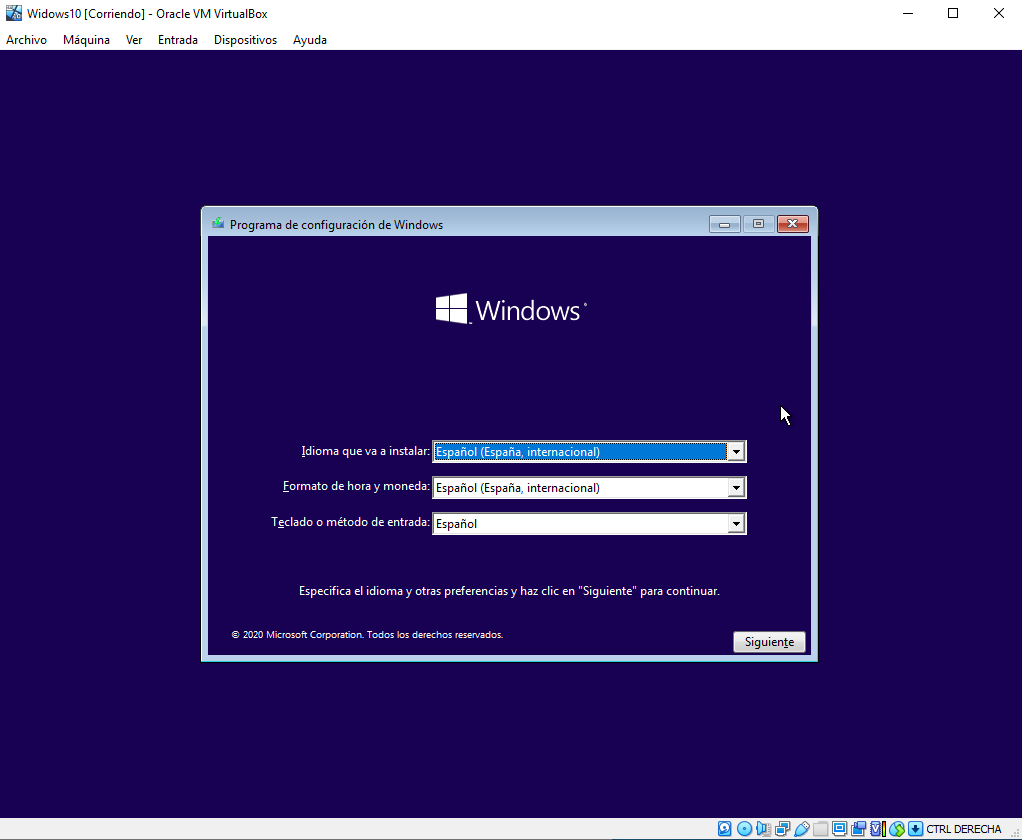 Widows10 [Corriendo] - Oracle VM VirtualBox
Archivo Máquina Ver Entrada Dispositivos Ayuda
Programa de configuración de Windows
Windows
Idioma que va a instalar: Español (España, internacional)
Formato de hora y moneda: Español (España, internacional)
Teclado o método de entrada: Español
Especifica el idioma y otras preferencias y haz clic en "Siguiente" para continuar.
© 2020 Microsoft Corporation. Todos los derechos reservados.
Siguiente
CTRL DERECHA